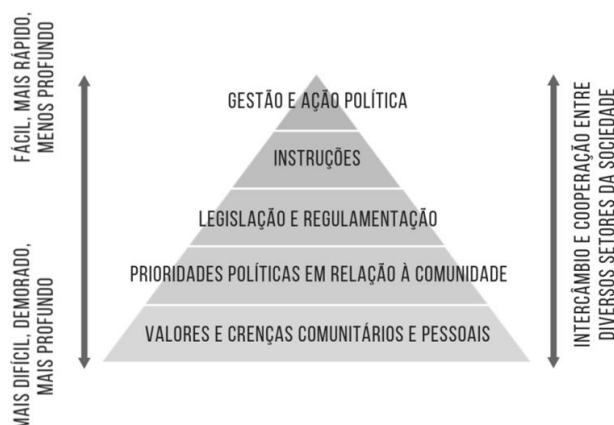 FÁCIL, MAIS RÁPIDO,
MENOS PROFUNDO
MAIS DIFÍCIL, DEMORADO,
MAIS PROFUNDO
GESTÃO E AÇÃO POLÍTICA
INSTRUÇÕES
LEGISLAÇÃO E REGULAMENTAÇÃO
PRIORIDADES POLÍTICAS EM RELAÇÃO À COMUNIDADE
VALORES E CRENÇAS COMUNITÁRIOS E PESSOAIS
INTERCÂMBIO E COOPERAÇÃO ENTRE
DIVERSOS SETORES DA SOCIEDADE